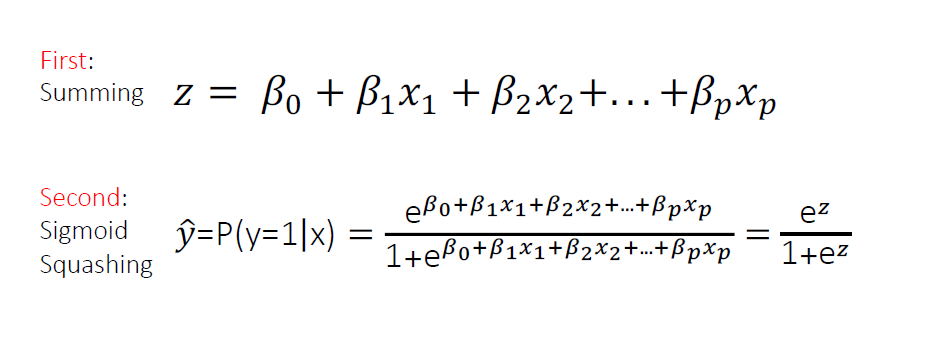 First:
Summing z = β₀ + β₁x₁ + β₂x₂+...+βₚxₚ
Second:
Sigmoid
Squashing
ŷ=P(y=1|x) = e^(β₀+β₁x₁+β₂x₂+...+βₚxₚ) / 1+e^(β₀+β₁x₁+β₂x₂+...+βₚxₚ) = e^z / 1+e^z